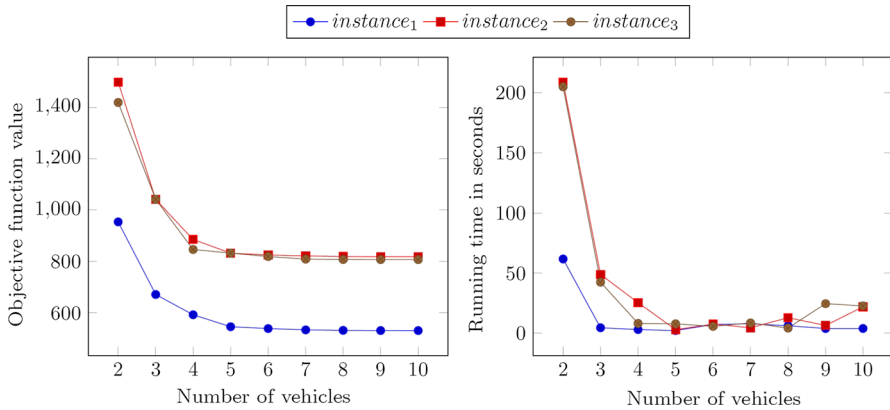 instance1 instance2 instance3
Objective function value
1,400
1,200
1,000
800
600
2 3 4 5 6 7 8 9 10
Number of vehicles
Running time in seconds
200
150
100
50
0
2 3 4 5 6 7 8 9 10
Number of vehicles